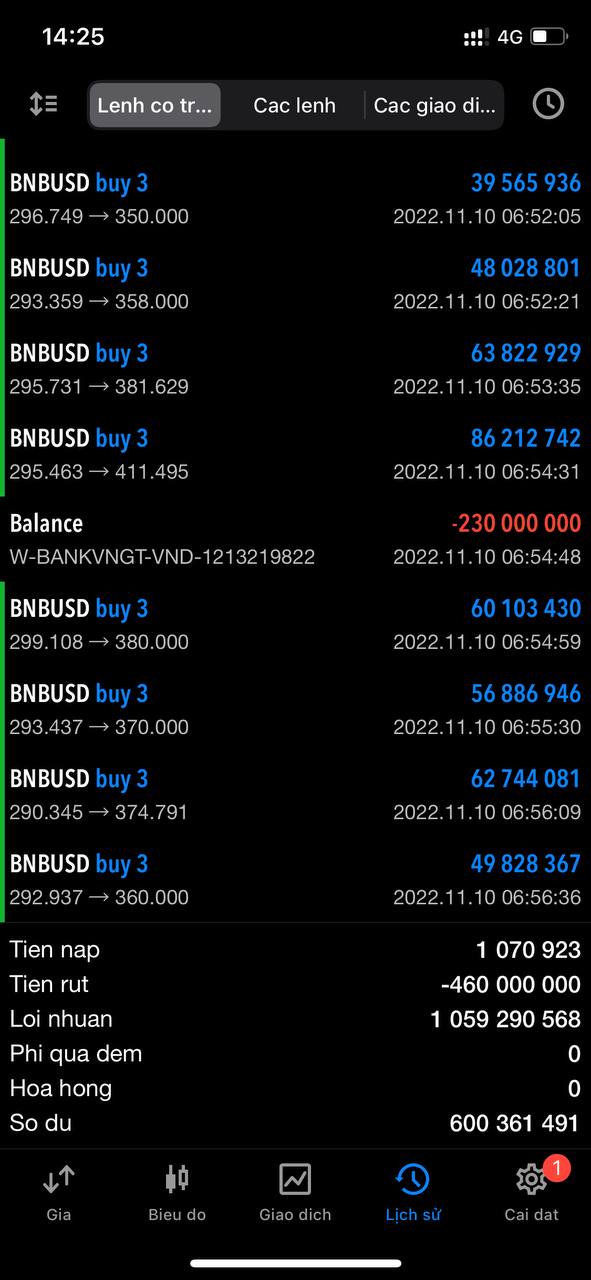 14:25
4G
Lenh co tr...
Cac lenh
Cac giao di...
BNBUSD buy 3
39 565 936
296.749 → 350.000
2022.11.10 06:52:05
BNBUSD buy 3
48 028 801
293.359 → 358.000
2022.11.10 06:52:21
BNBUSD buy 3
63 822 929
295.731 → 381.629
2022.11.10 06:53:35
BNBUSD buy 3
86 212 742
295.463 → 411.495
2022.11.10 06:54:31
Balance
-230 000 000
W-BANKVNGT-VND-1213219822
2022.11.10 06:54:48
BNBUSD buy 3
60 103 430
299.108 → 380.000
2022.11.10 06:54:59
BNBUSD buy 3
56 886 946
293.437 → 370.000
2022.11.10 06:55:30
BNBUSD buy 3
62 744 081
290.345 → 374.791
2022.11.10 06:56:09
BNBUSD buy 3
49 828 367
292.937 → 360.000
2022.11.10 06:56:36
Tien nap
1 070 923
Tien rut
-460 000 000
Loi nhuan
1 059 290 568
Phi qua dem
0
Hoa hong
0
So du
600 361 491
1
Gia
Bieu do
Giao dich
Lịch sử
Cai dat